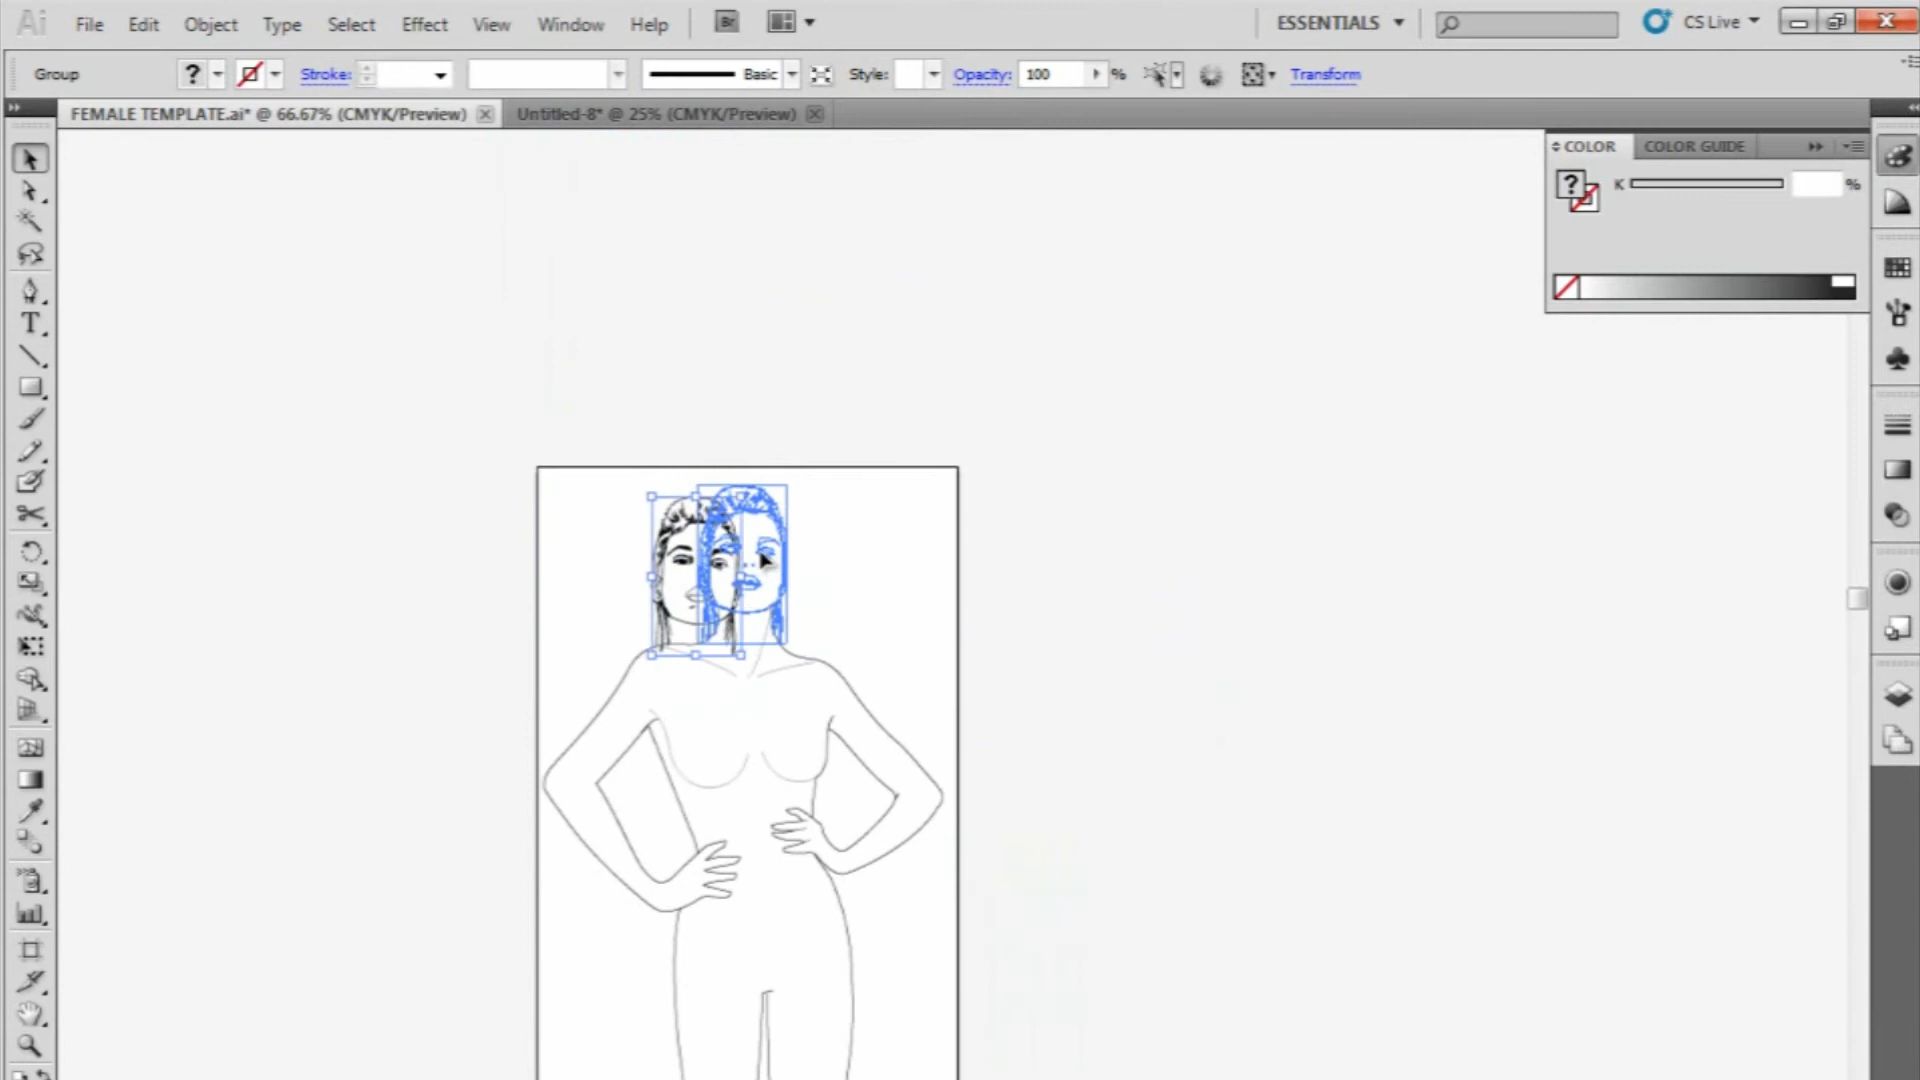 Ai File Edit Object Type Select Effect View Window Help Br ESSENTIALS CS Live
Group ? Stroke: Basic Style: Opacity: 100 % Transform
FEMALE TEMPLATE.ai* @ 66.67% (CMYK/Preview) Untitled-8* @ 25% (CMYK/Preview)
COLOR COLOR GUIDE
? K %
T